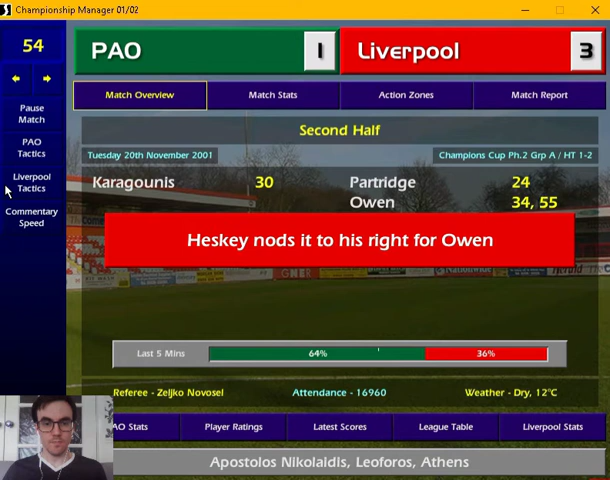 Championship Manager 01/02
54
PAO 1 Liverpool 3
Match Overview Match Stats Action Zones Match Report
Pause
Match
PAO
Tactics
Liverpool
Tactics
Commentary
Speed
Second Half
Tuesday 20th November 2001 Champions Cup Ph.2 Grp A / HT 1-2
Karagounis 30 Partridge 24
Owen 34, 55
Heskey nods it to his right for Owen
Last 5 Mins 64% 36%
Referee - Zeljko Novosel Attendance - 16960 Weather - Dry, 12°C
AO Stats Player Ratings Latest Scores League Table Liverpool Stats
Apostolos Nikolaidis, Leoforos, Athens